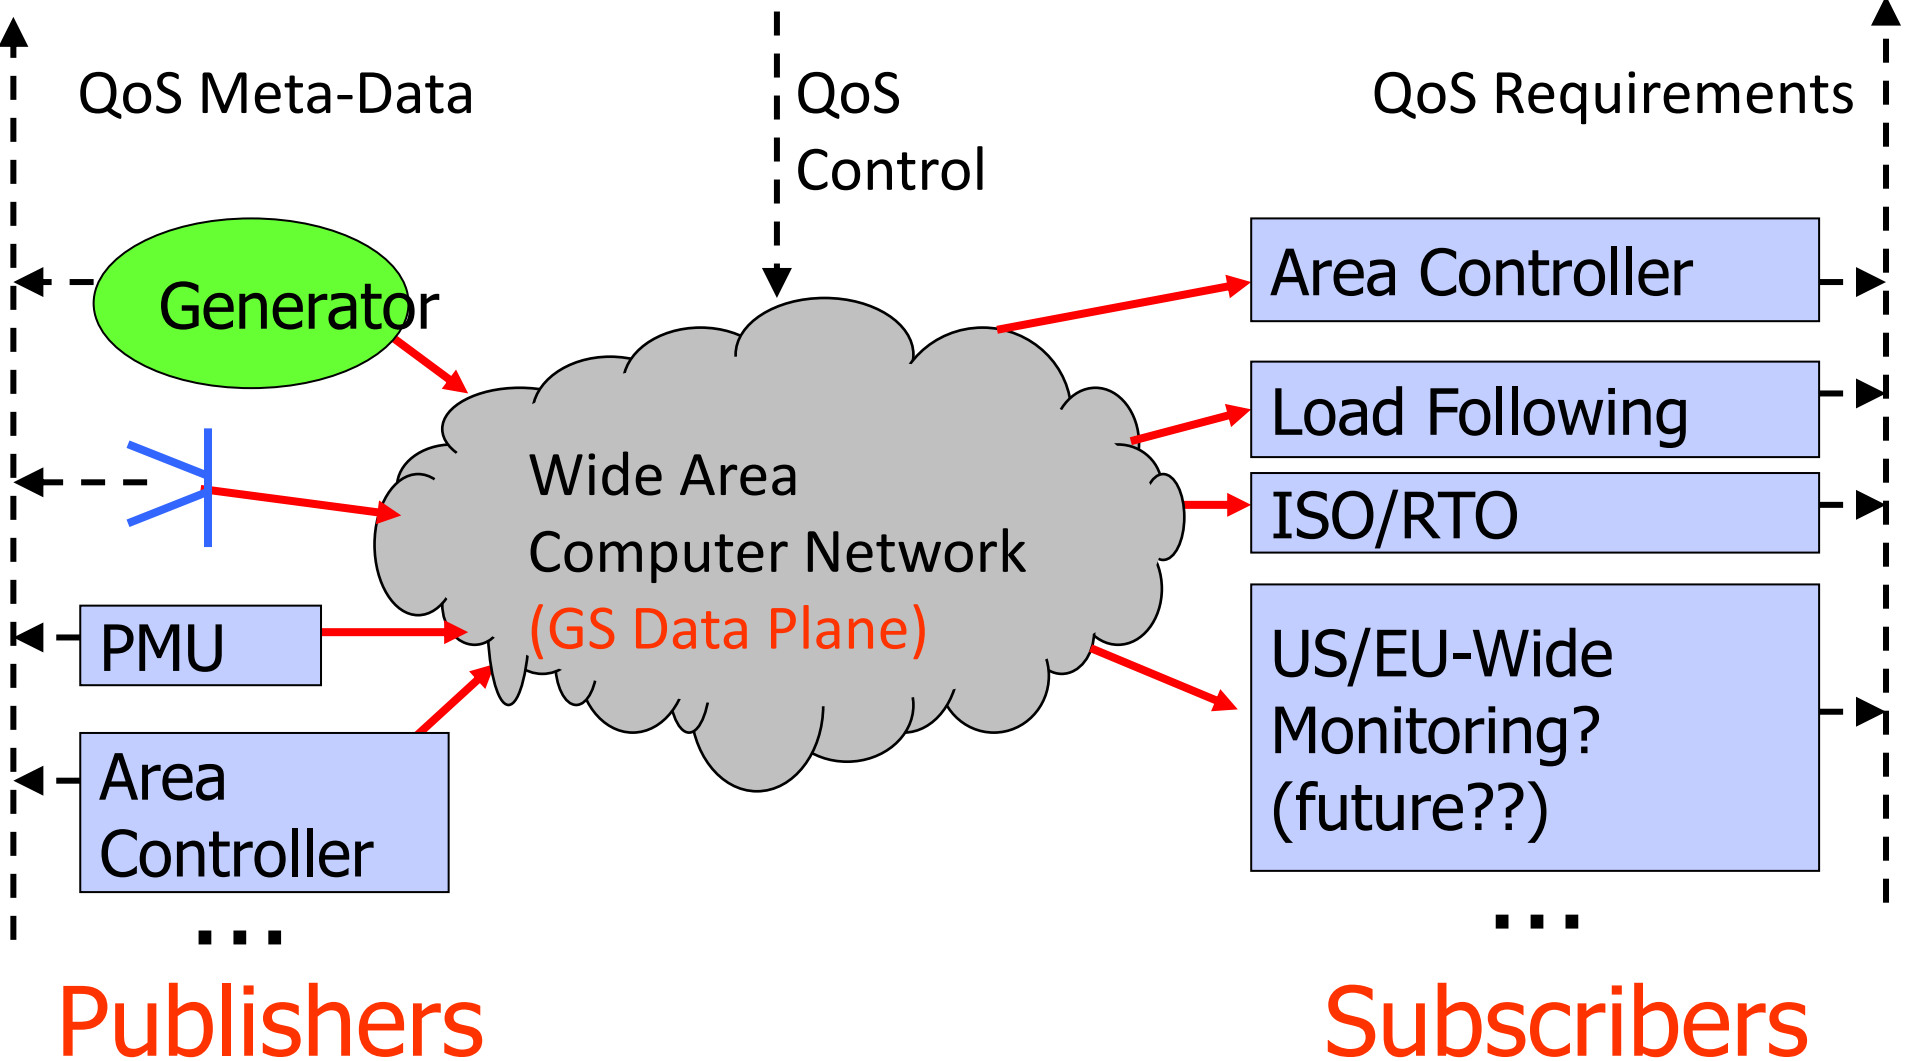 QoS Meta-Data
QoS
Control
QoS Requirements
Generator
PMU
Area
Controller
...
Publishers
Wide Area
Computer Network
(GS Data Plane)
Area Controller
Load Following
ISO/RTO
US/EU-Wide
Monitoring?
(future??)
...
Subscribers